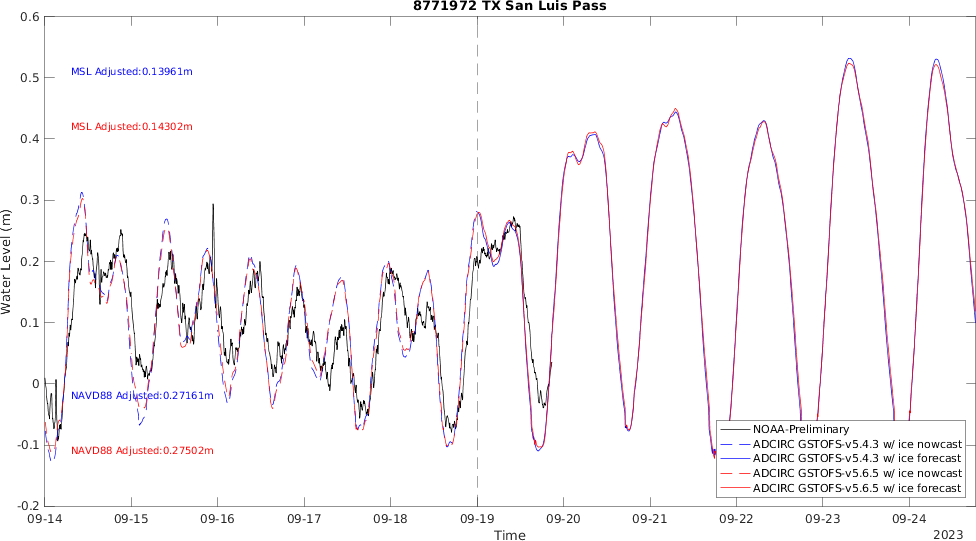 8771972 TX San Luis Pass
0.6
0.5
0.4
0.3
0.2
0.1
0
-0.1
-0.2
Water Level (m)
MSL Adjusted:0.13961m
MSL Adjusted:0.14302m
NAVD88 Adjusted:0.27161m
NAVD88 Adjusted:0.27502m
NOAA-Preliminary
ADCIRC GSTOFS-v5.4.3 w/ ice nowcast
ADCIRC GSTOFS-v5.4.3 w/ ice forecast
ADCIRC GSTOFS-v5.6.5 w/ ice nowcast
ADCIRC GSTOFS-v5.6.5 w/ ice forecast
09-14 09-15 09-16 09-17 09-18 09-19 09-20 09-21 09-22 09-23 09-24
Time
2023